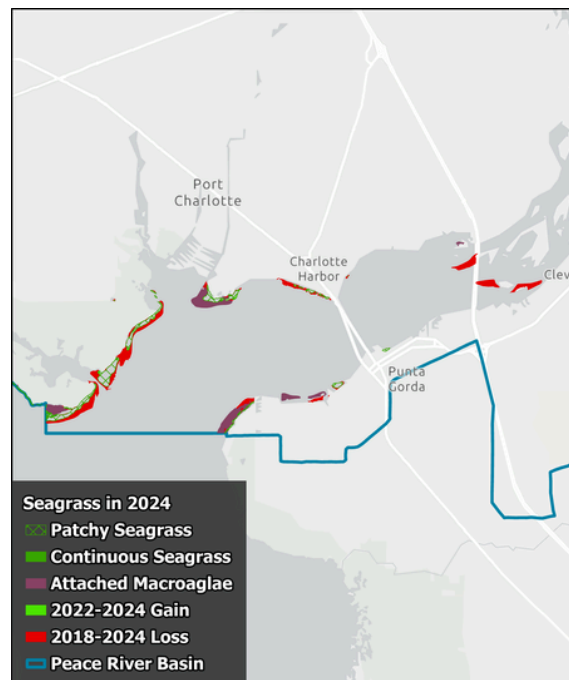 Port
Charlotte
Charlotte
Harbor
Clev
Punta
Gorda
Seagrass in 2024
Patchy Seagrass
Continuous Seagrass
Attached Macroaglae
2022-2024 Gain
2018-2024 Loss
Peace River Basin